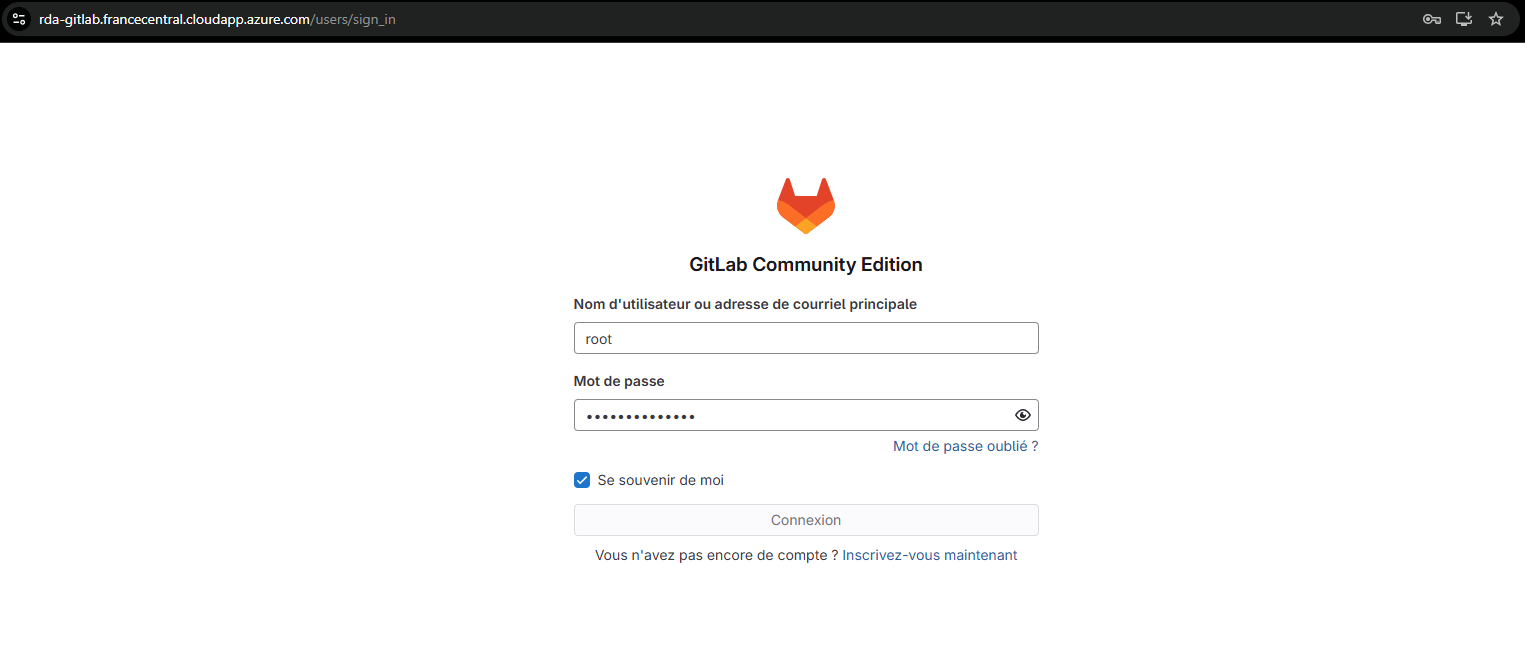 rda-gitlab.francecentral.cloudapp.azure.com/users/sign_in
GitLab Community Edition
Nom d'utilisateur ou adresse de courriel principale
root
Mot de passe
••••••••••••••
Mot de passe oublié ?
Se souvenir de moi
Connexion
Vous n'avez pas encore de compte ? Inscrivez-vous maintenant